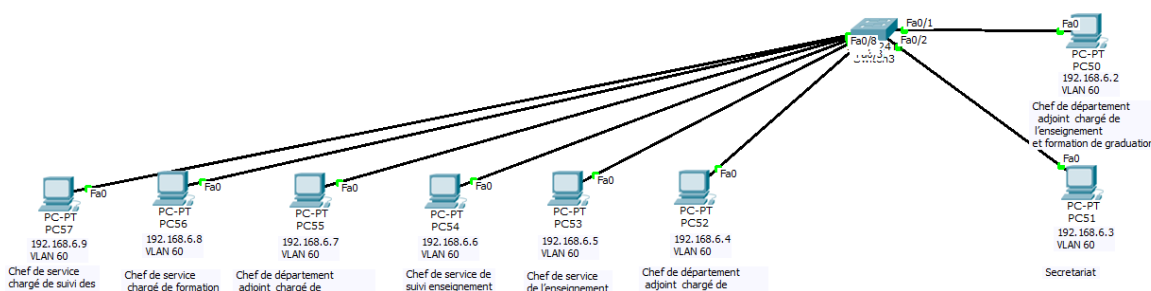 Fa0/1
Fa0
Fa0/8
Fa0/2
Switch3
PC-PT
PC50
192.168.6.2
VLAN 60
Chef de département
adjoint chargé de
l'enseignement
et formation de graduation
Fa0
PC-PT
PC51
192.168.6.3
VLAN 60
Secretariat
Fa0
PC-PT
PC57
192.168.6.9
VLAN 60
Chef de service
chargé de suivi des
Fa0
PC-PT
PC56
192.168.6.8
VLAN 60
Chef de service
chargé de formation
Fa0
PC-PT
PC55
192.168.6.7
VLAN 60
Chef de département
adjoint chargé de
Fa0
PC-PT
PC54
192.168.6.6
VLAN 60
Chef de service de
suivi enseignement
Fa0
PC-PT
PC53
192.168.6.5
VLAN 60
Chef de service
de l'enseignement
Fa0
PC-PT
PC52
192.168.6.4
VLAN 60
Chef de département
adjoint chargé de